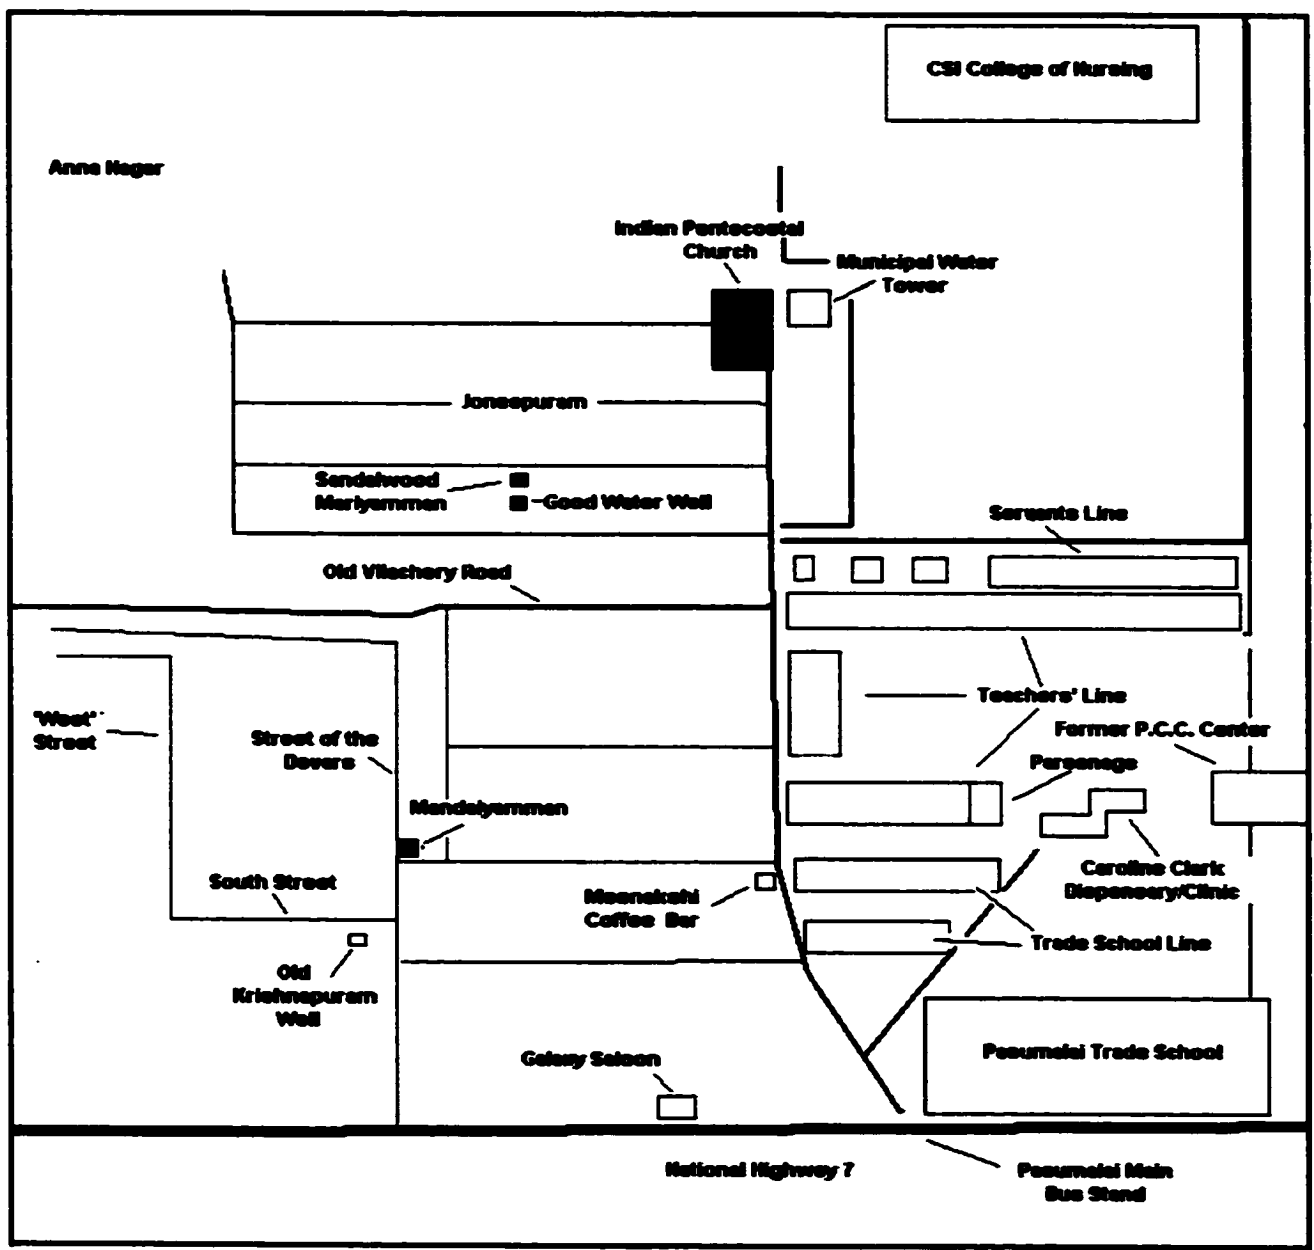 CSI College of Nursing
Anna Nagar
Indian Pentecostal
Church
Municipal Water
Tower
Jonespuram
Sandalwood
Mariyamman
Good Water Well
Servants Line
Old Vilachery Road
Teachers' Line
"West"
Street
Former P.C.C. Center
Street of the
Devars
Parsonage
Mandaiyamman
Caroline Clark
Dispensary/Clinic
South Street
Meenakshi
Coffee Bar
Trade School Line
Old
Krishnapuram
Well
Galaxy Saloon
Pasumalai Trade School
National Highway 7
Pasumalai Main
Bus Stand